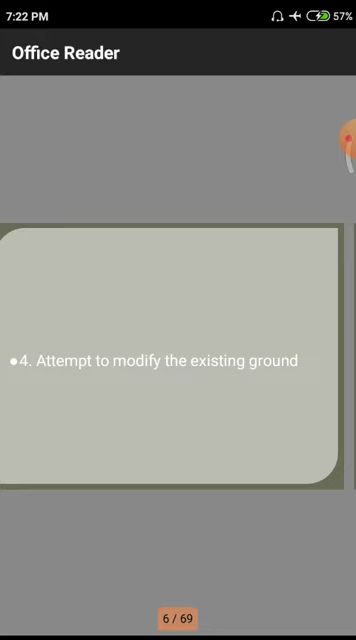 7:22 PM
57%
Office Reader
●4. Attempt to modify the existing ground
6 / 69